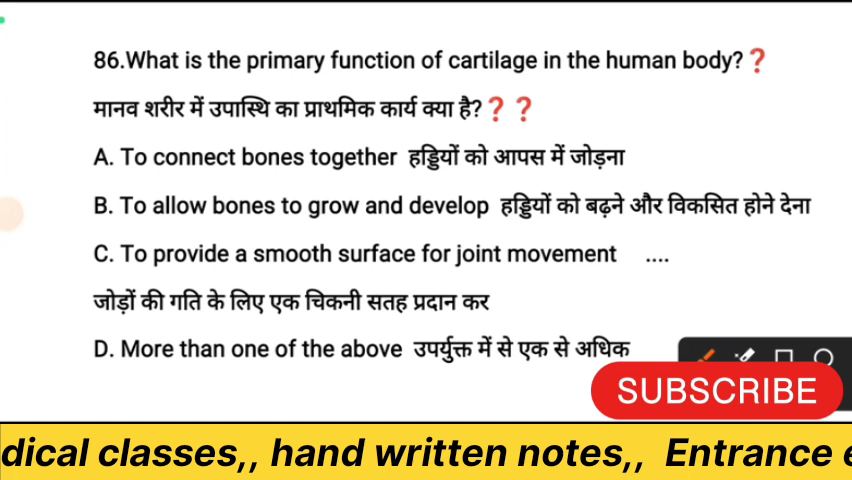 86.What is the primary function of cartilage in the human body?❓
मानव शरीर में उपास्थि का प्राथमिक कार्य क्या है?❓❓
A. To connect bones together हड्डियों को आपस में जोड़ना
B. To allow bones to grow and develop हड्डियों को बढ़ने और विकसित होने देना
C. To provide a smooth surface for joint movement ....
जोड़ों की गति के लिए एक चिकनी सतह प्रदान कर
D. More than one of the above उपर्युक्त में से एक से अधिक
SUBSCRIBE
dical classes,, hand written notes,, Entrance e